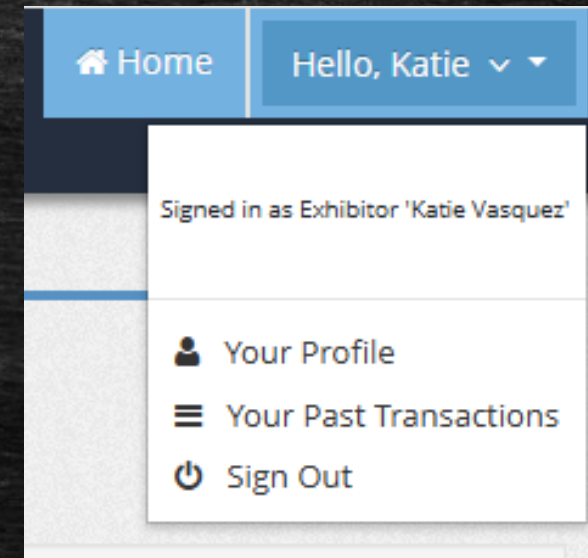 Home
Hello, Katie
Signed in as Exhibitor 'Katie Vasquez'
Your Profile
Your Past Transactions
Sign Out